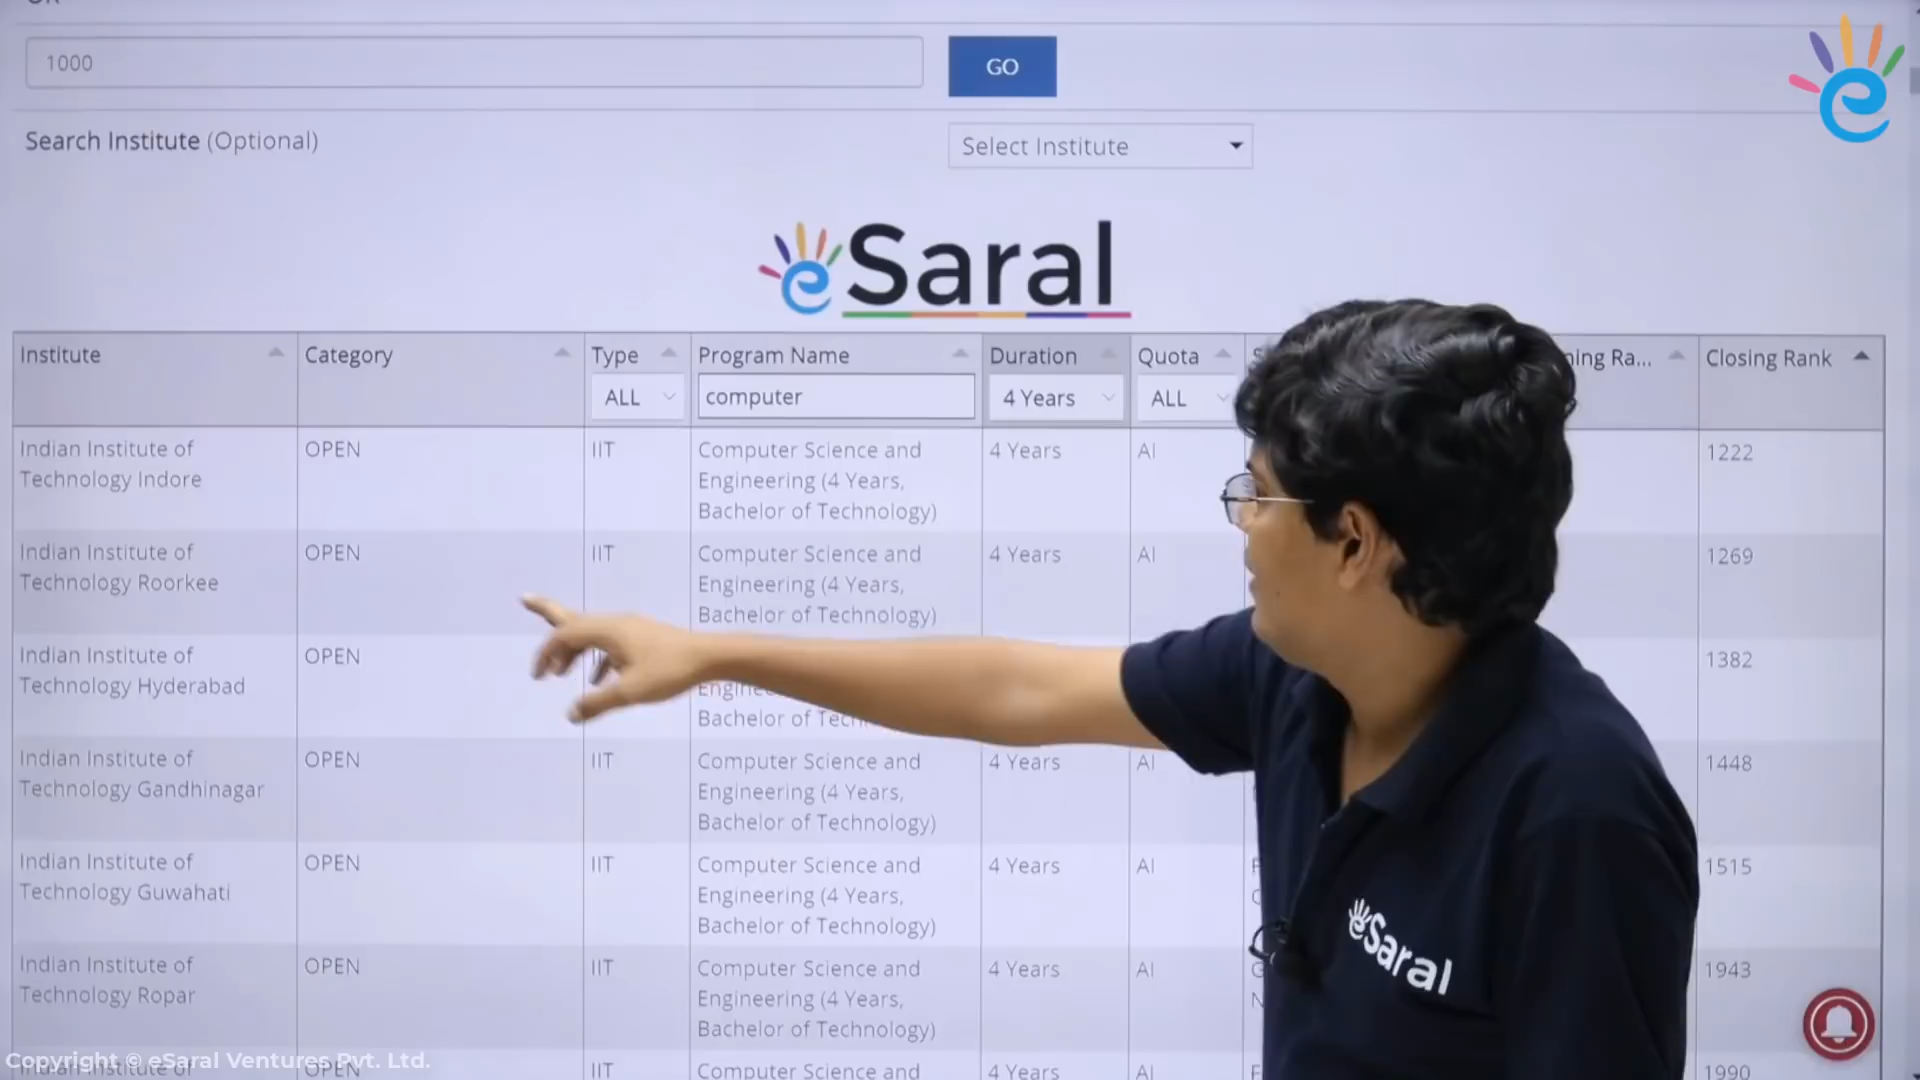 1000
GO
Search Institute (Optional)
Select Institute
eSaral
Institute Category Type Program Name Duration Quota Closing Rank
ALL computer 4 Years ALL
Indian Institute of Technology Indore OPEN IIT Computer Science and Engineering (4 Years, Bachelor of Technology) 4 Years AI 1222
Indian Institute of Technology Roorkee OPEN IIT Computer Science and Engineering (4 Years, Bachelor of Technology) 4 Years AI 1269
Indian Institute of Technology Hyderabad OPEN Bachelor of 1382
Indian Institute of Technology Gandhinagar OPEN IIT Computer Science and Engineering (4 Years, Bachelor of Technology) 4 Years AI 1448
Indian Institute of Technology Guwahati OPEN IIT Computer Science and Engineering (4 Years, Bachelor of Technology) 4 Years AI 1515
Indian Institute of Technology Ropar OPEN IIT Computer Science and Engineering (4 Years, Bachelor of Technology) 4 Years AI 1943
Indian Institute of OPEN IIT Computer Science and 4 Years AI 1990
eSaral
Copyright © eSaral Ventures Pvt. Ltd.